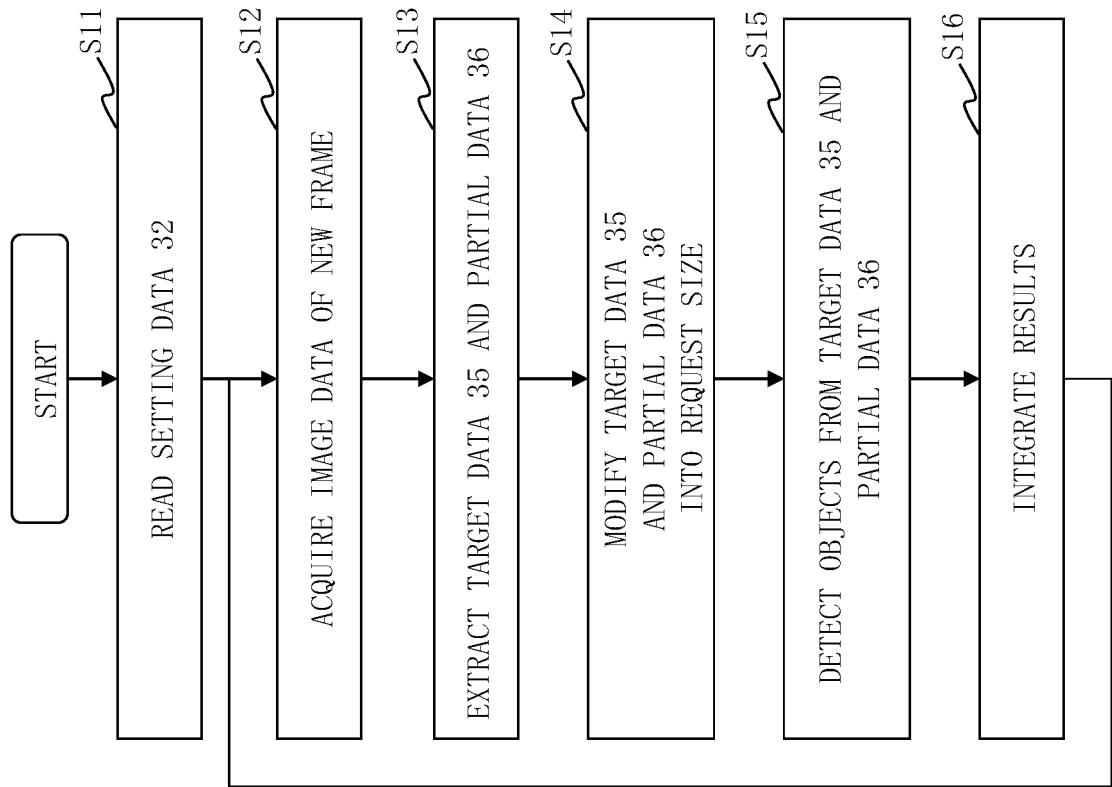 START
S11
READ SETTING DATA 32
S12
ACQUIRE IMAGE DATA OF NEW FRAME
S13
EXTRACT TARGET DATA 35 AND PARTIAL DATA 36
S14
MODIFY TARGET DATA 35
AND PARTIAL DATA 36
INTO REQUEST SIZE
S15
DETECT OBJECTS FROM TARGET DATA 35 AND
PARTIAL DATA 36
S16
INTEGRATE RESULTS